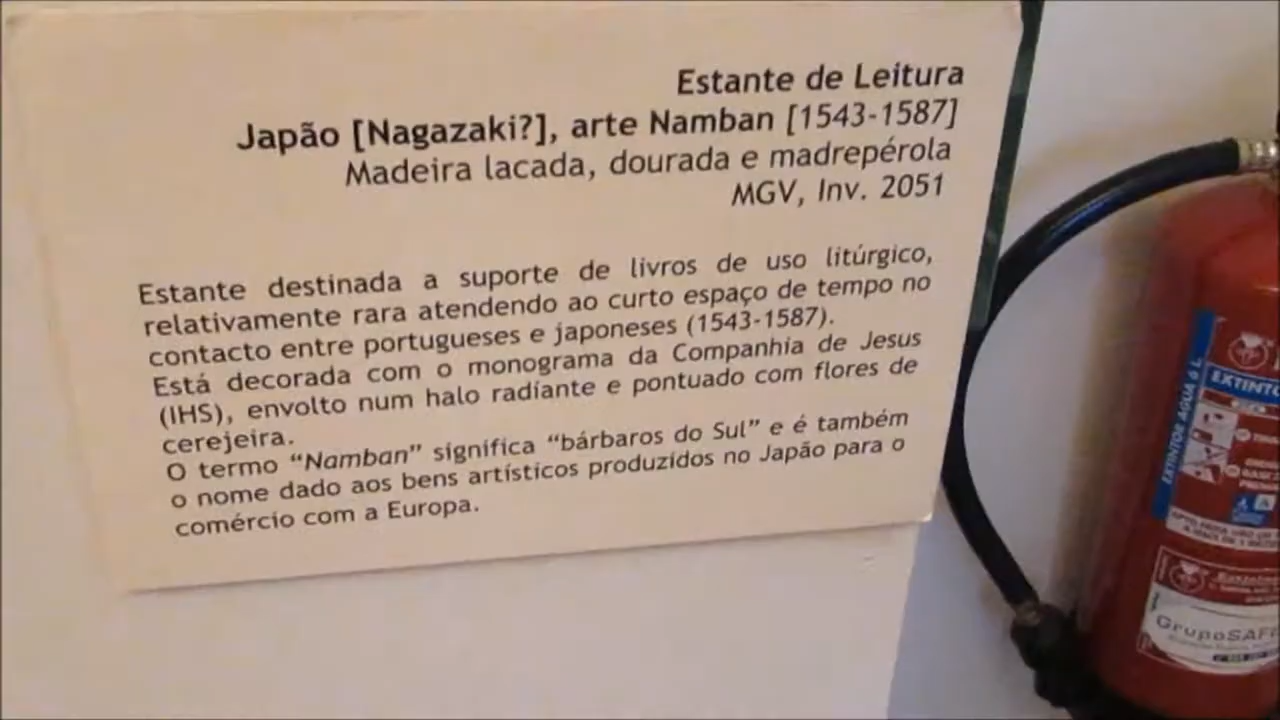 Estante de Leitura
Japão [Nagazaki?], arte Namban [1543-1587]
Madeira lacada, dourada e madrepérola
MGV, Inv. 2051
Estante destinada a suporte de livros de uso litúrgico,
relativamente rara atendendo ao curto espaço de tempo no
contacto entre portugueses e japoneses (1543-1587).
Está decorada com o monograma da Companhia de Jesus
(IHS), envolto num halo radiante e pontuado com flores de
cerejeira.
O termo “Namban” significa “bárbaros do Sul” e é também
o nome dado aos bens artísticos produzidos no Japão para o
comércio com a Europa.
EXTINTO
EXTINTOR AGUA 6 L.
GrupoSAF